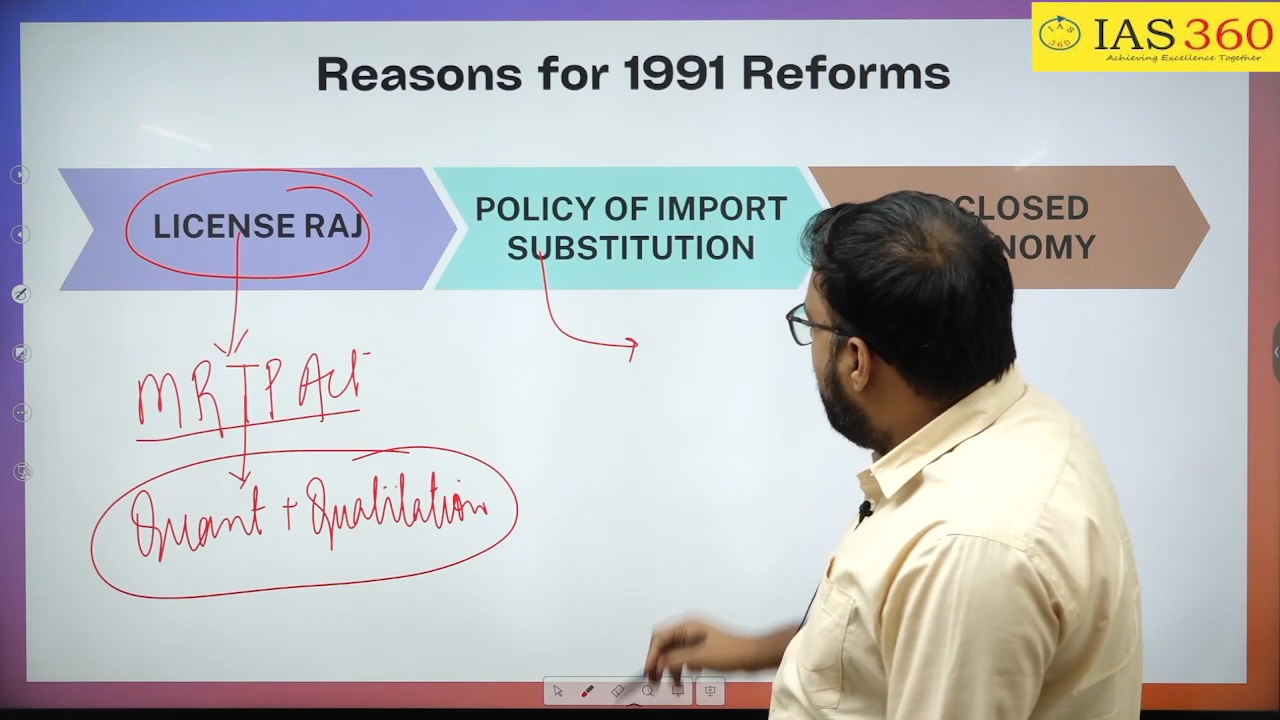 IAS 360
Achieving Excellence Together
Reasons for 1991 Reforms
LICENSE RAJ
POLICY OF IMPORT
SUBSTITUTION
CLOSED
NOMY
MRTP Act
Quant + Qualilation